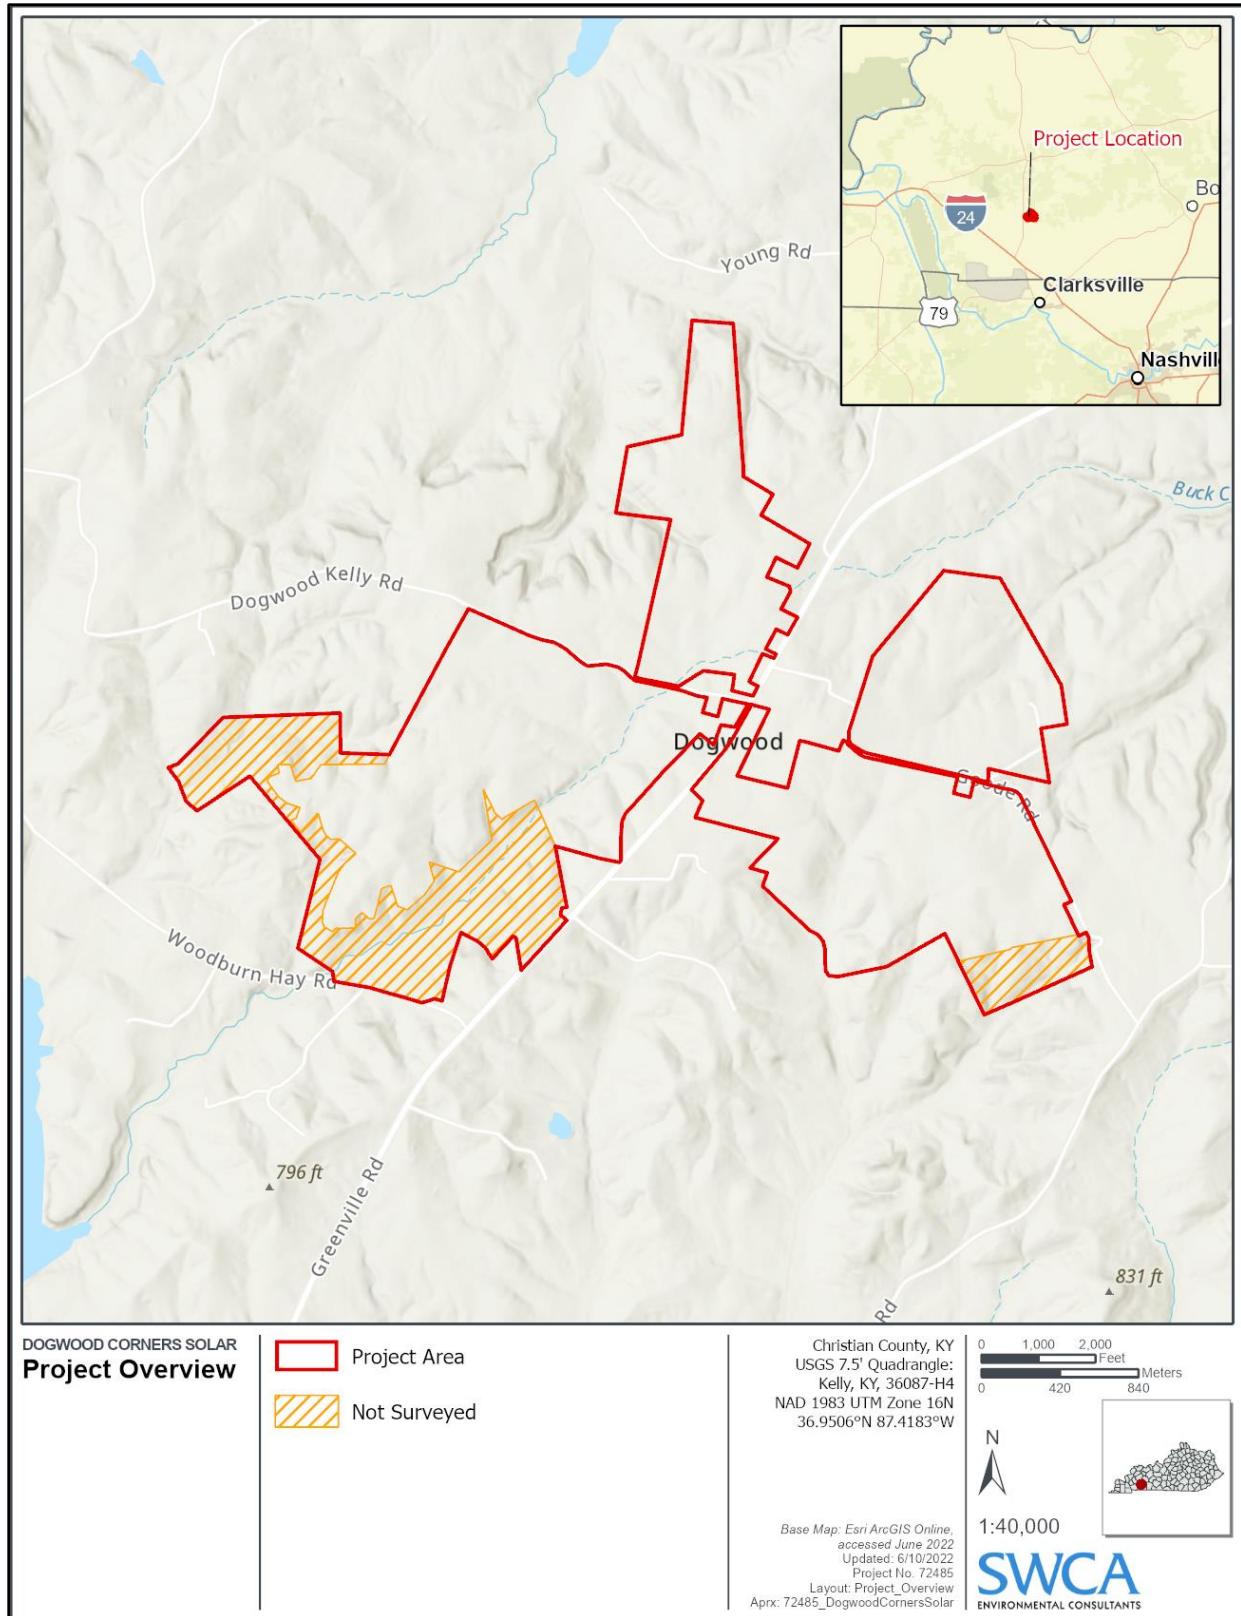 Project Location
Bo
24
Clarksville
79
Nashvill
Young Rd
Buck C
Dogwood Kelly Rd
Dogwood
Goode Rd
Woodburn Hay Rd
796 ft
Greenville Rd
831 ft
Rd
DOGWOOD CORNERS SOLAR
Project Overview
Project Area
Not Surveyed
Christian County, KY
USGS 7.5' Quadrangle:
Kelly, KY, 36087-H4
NAD 1983 UTM Zone 16N
36.9506°N 87.4183°W
Base Map: Esri ArcGIS Online,
accessed June 2022
Updated: 6/10/2022
Project No. 72485
Layout: Project_Overview
Aprx: 72485_DogwoodCornersSolar
0 1,000 2,000
Feet
Meters
0 420 840
N
1:40,000
SWCA
ENVIRONMENTAL CONSULTANTS